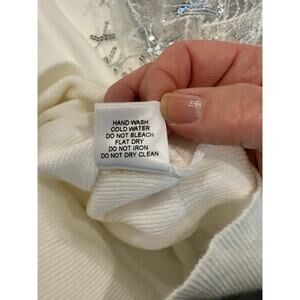 HAND WASH
COLD WATER
DO NOT BLEACH
FLAT DRY
DO NOT IRON
DO NOT DRY CLEAN